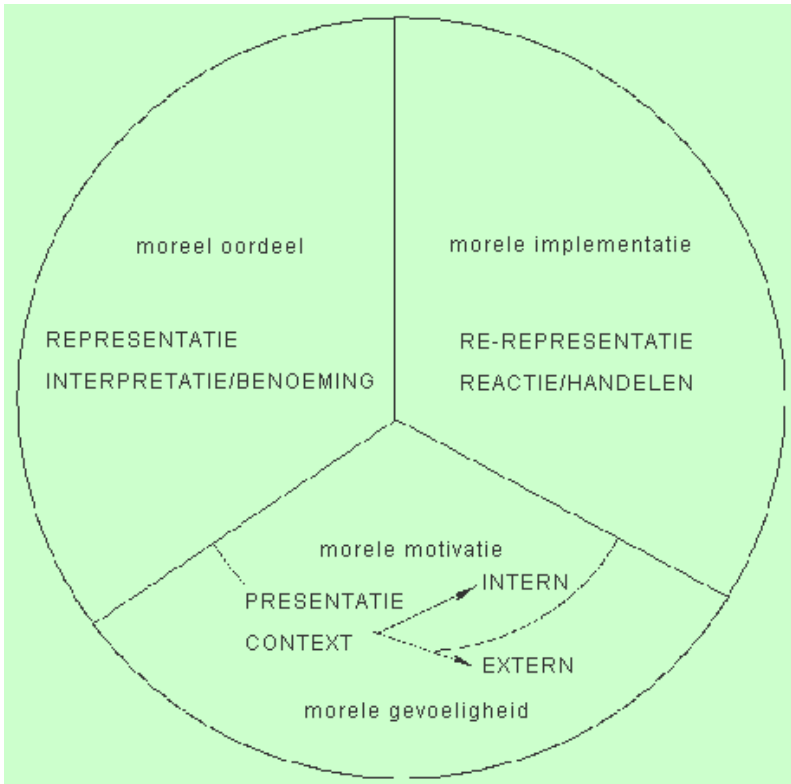 moreel oordeel
REPRESENTATIE
INTERPRETATIE/BENOEMING
morele implementatie
RE-REPRESENTATIE
REACTIE/HANDELEN
morele motivatie
PRESENTATIE
CONTEXT
INTERN
EXTERN
morele gevoeligheid